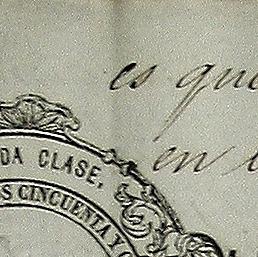 es que
en
DA CLASE,
S CINCUENTA Y O